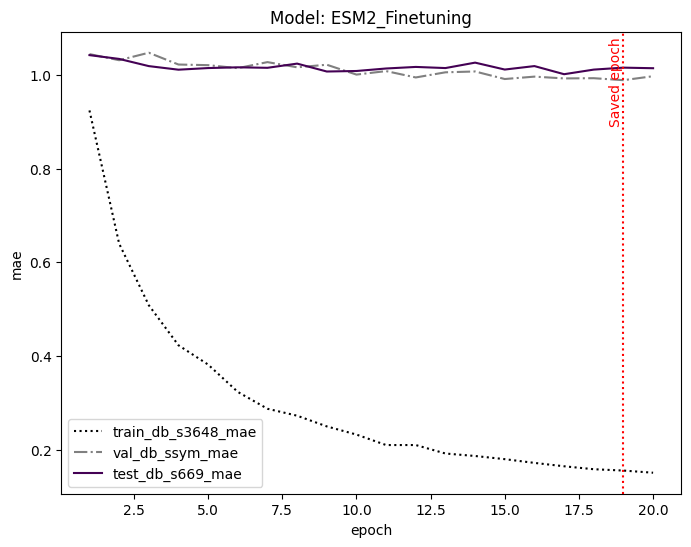 Model: ESM2_Finetuning
mae
1.0
0.8
0.6
0.4
0.2
Saved epoch
train_db_s3648_mae
val_db_ssym_mae
test_db_s669_mae
2.5 5.0 7.5 10.0 12.5 15.0 17.5 20.0
epoch